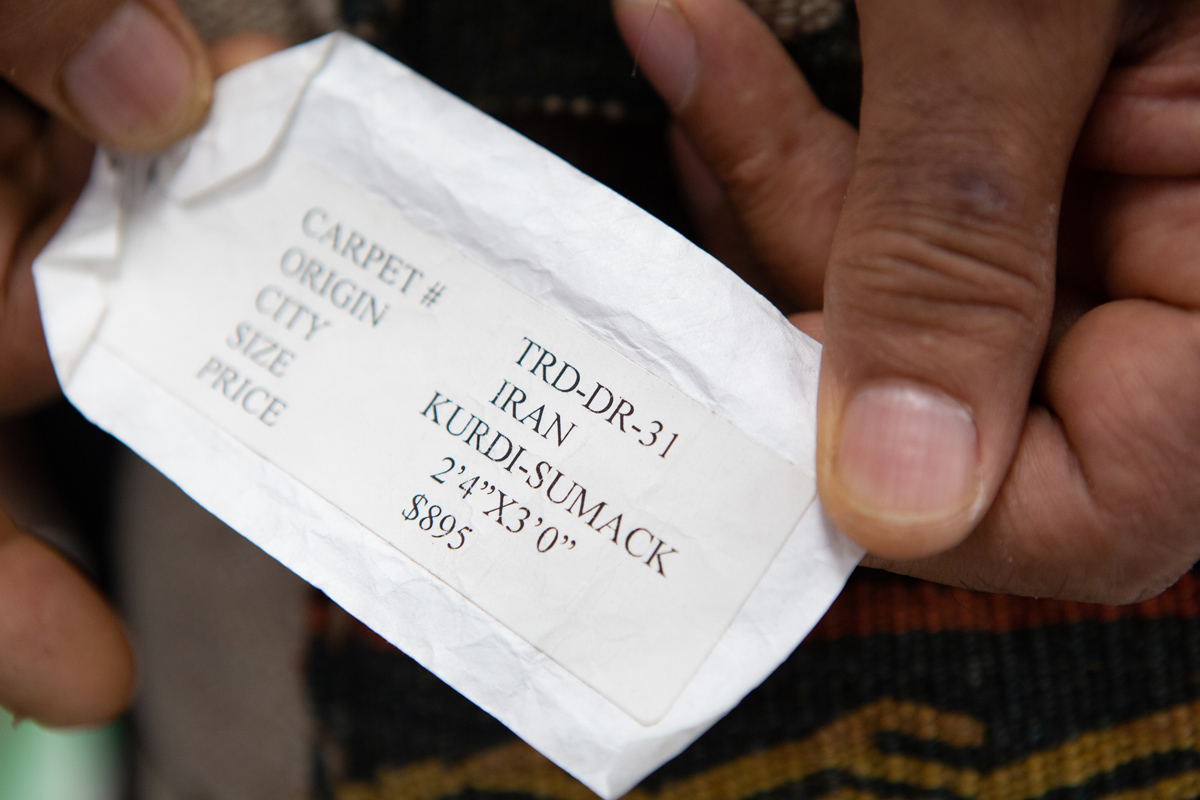 CARPET # TRD-DR-31
ORIGIN IRAN
CITY KURDI-SUMACK
SIZE 2’4”X3’0”
PRICE $895